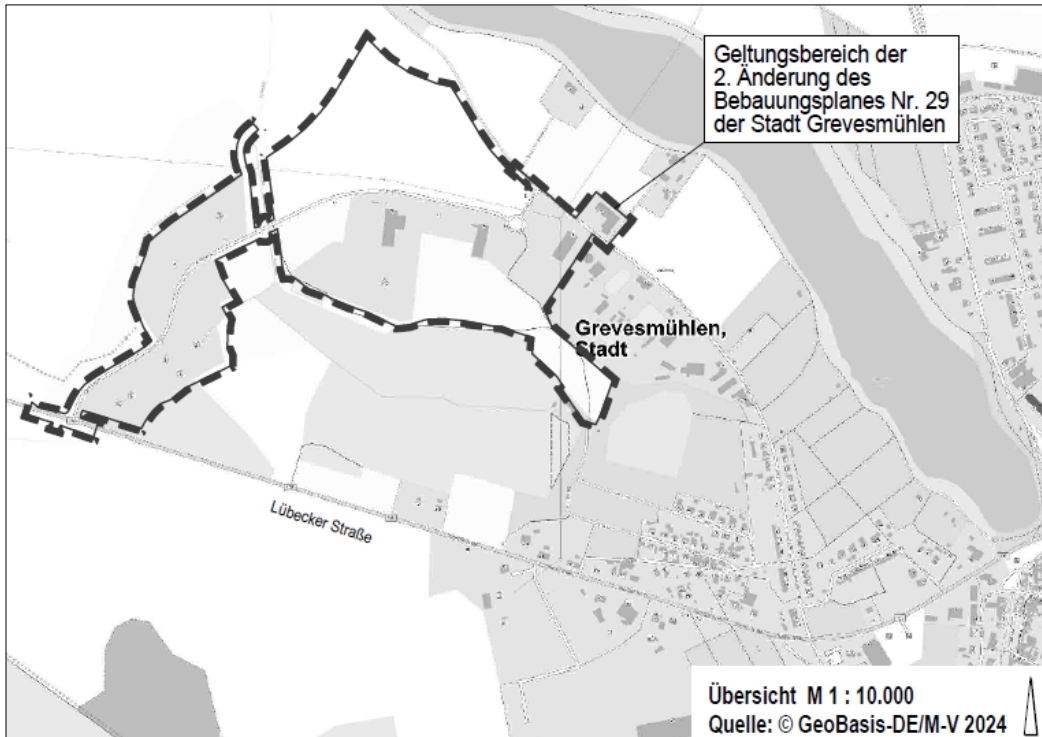 Geltungsbereich der
2. Änderung des
Bebauungsplanes Nr. 29
der Stadt Grevesmühlen
Grevesmühlen,
Stadt
Lübecker Straße
Übersicht M 1 : 10.000
Quelle: © GeoBasis-DE/M-V 2024